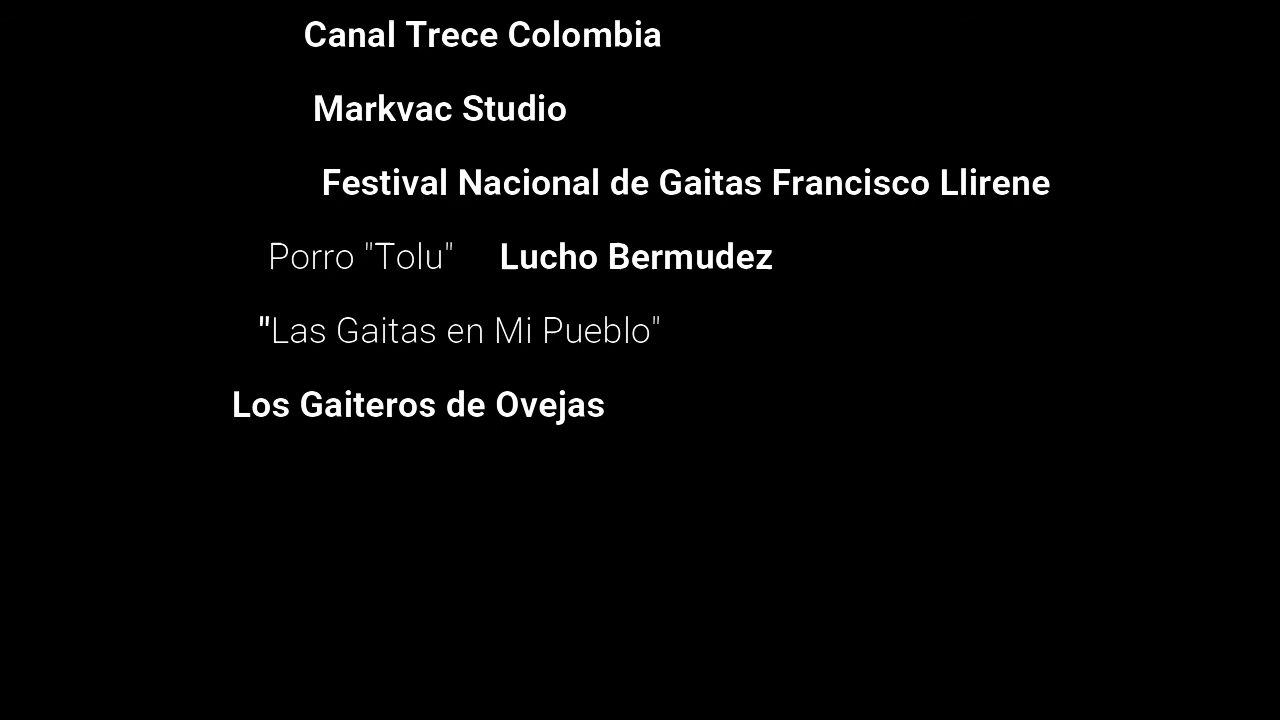 Canal Trece Colombia
Markvac Studio
Festival Nacional de Gaitas Francisco Llirene
Porro "Tolu" Lucho Bermudez
"Las Gaitas en Mi Pueblo"
Los Gaiteros de Ovejas